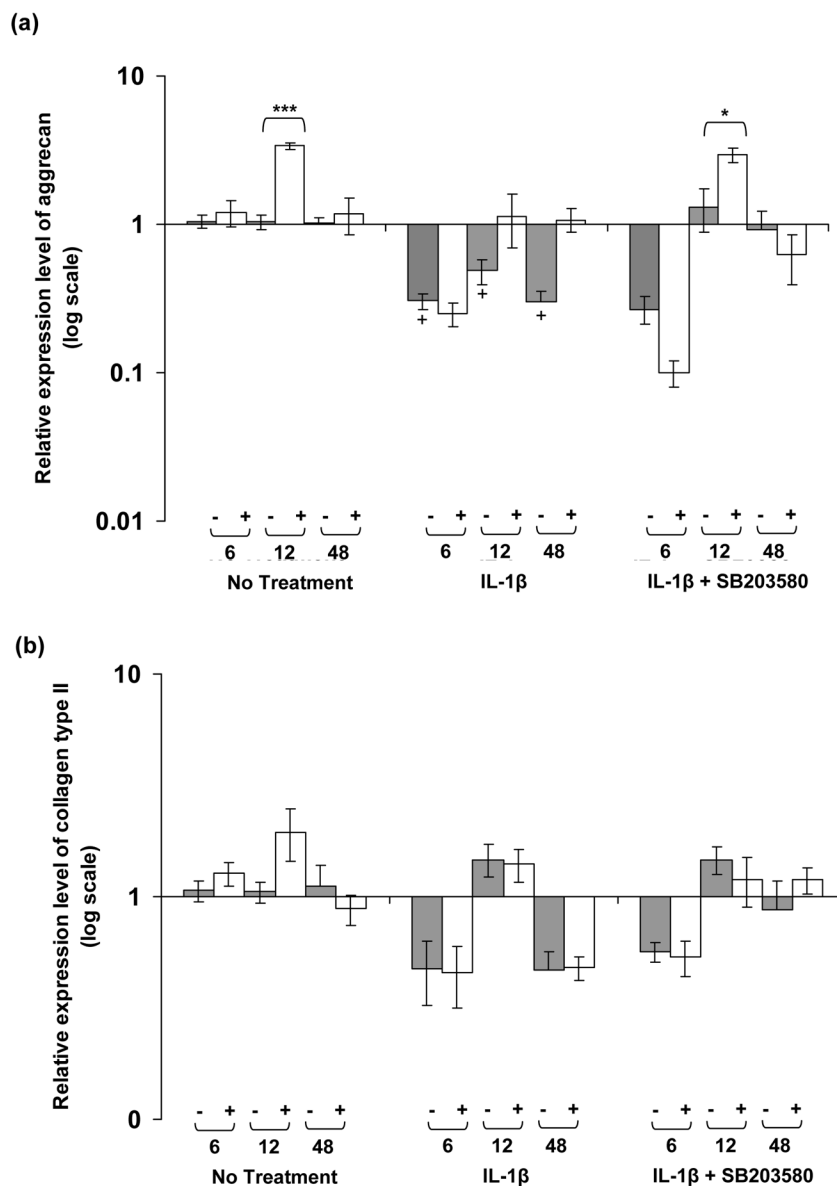 (a)
Relative expression level of aggrecan
(log scale)
10
1
0.1
0.01
***
*
+ + +
- + - + - + - + - + - + - + - + - +
6 12 48 6 12 48 6 12 48
No Treatment IL-1β IL-1β + SB203580
(b)
Relative expression level of collagen type II
(log scale)
10
1
0
- + - + - + - + - + - + - + - + - +
6 12 48 6 12 48 6 12 48
No Treatment IL-1β IL-1β + SB203580